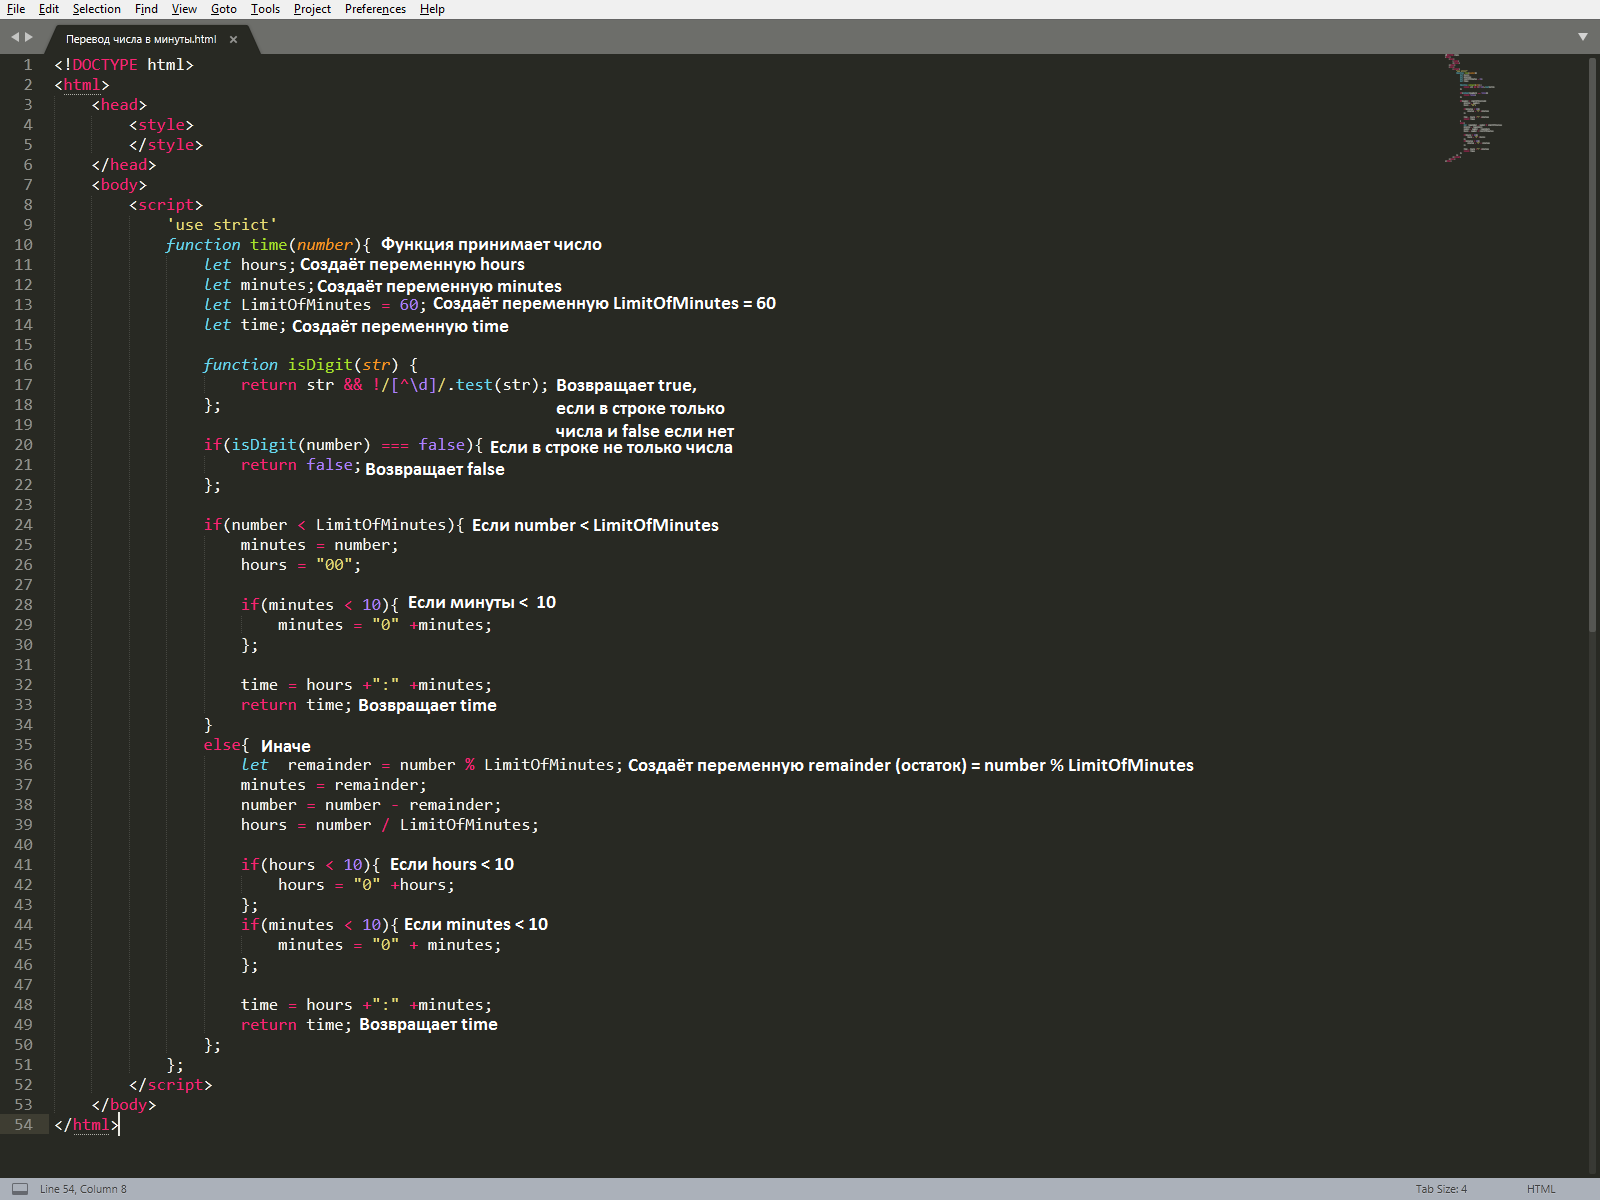 File Edit Selection Find View Goto Tools Project Preferences Help
Перевод числа в минуты.html ×
1 <!DOCTYPE html>
2 <html>
3 <head>
4 <style>
5 </style>
6 </head>
7 <body>
8 <script>
9 'use strict'
10 function time(number){ Функция принимает число
11 let hours; Создаёт переменную hours
12 let minutes; Создаёт переменную minutes
13 let LimitOfMinutes = 60; Создаёт переменную LimitOfMinutes = 60
14 let time; Создаёт переменную time
15
16 function isDigit(str) {
17 return str && !/[^\d]/.test(str); Возвращает true,
18 }; если в строке только
19 числа и false если нет
20 if(isDigit(number) === false){ Если в строке не только числа
21 return false; Возвращает false
22 };
23
24 if(number < LimitOfMinutes){ Если number < LimitOfMinutes
25 minutes = number;
26 hours = "00";
27
28 if(minutes < 10){ Если минуты < 10
29 minutes = "0" +minutes;
30 };
31
32 time = hours +":" +minutes;
33 return time; Возвращает time
34 }
35 else{ Иначе
36 let remainder = number % LimitOfMinutes; Создаёт переменную remainder (остаток) = number % LimitOfMinutes
37 minutes = remainder;
38 number = number - remainder;
39 hours = number / LimitOfMinutes;
40
41 if(hours < 10){ Если hours < 10
42 hours = "0" +hours;
43 };
44 if(minutes < 10){ Если minutes < 10
45 minutes = "0" + minutes;
46 };
47
48 time = hours +":" +minutes;
49 return time; Возвращает time
50 };
51 };
52 </script>
53 </body>
54 </html>
Line 54, Column 8 Tab Size: 4 HTML